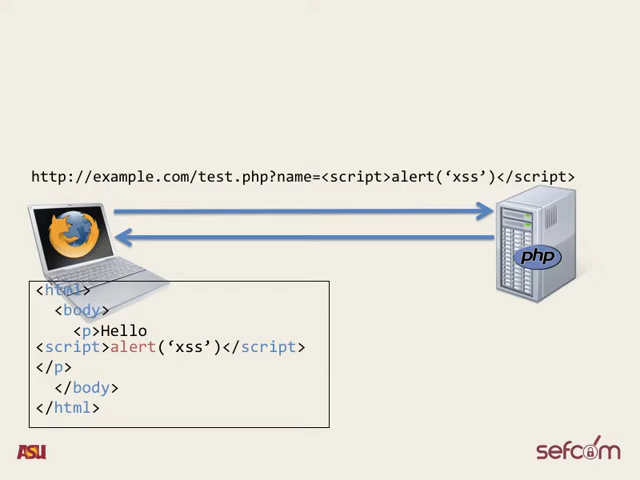 http://example.com/test.php?name=<script>alert(‘xss’)</script>
php
<html>
<body>
<p>Hello
<script>alert(‘xss’)</script>
</p>
</body>
</html>
ASU
sefcom